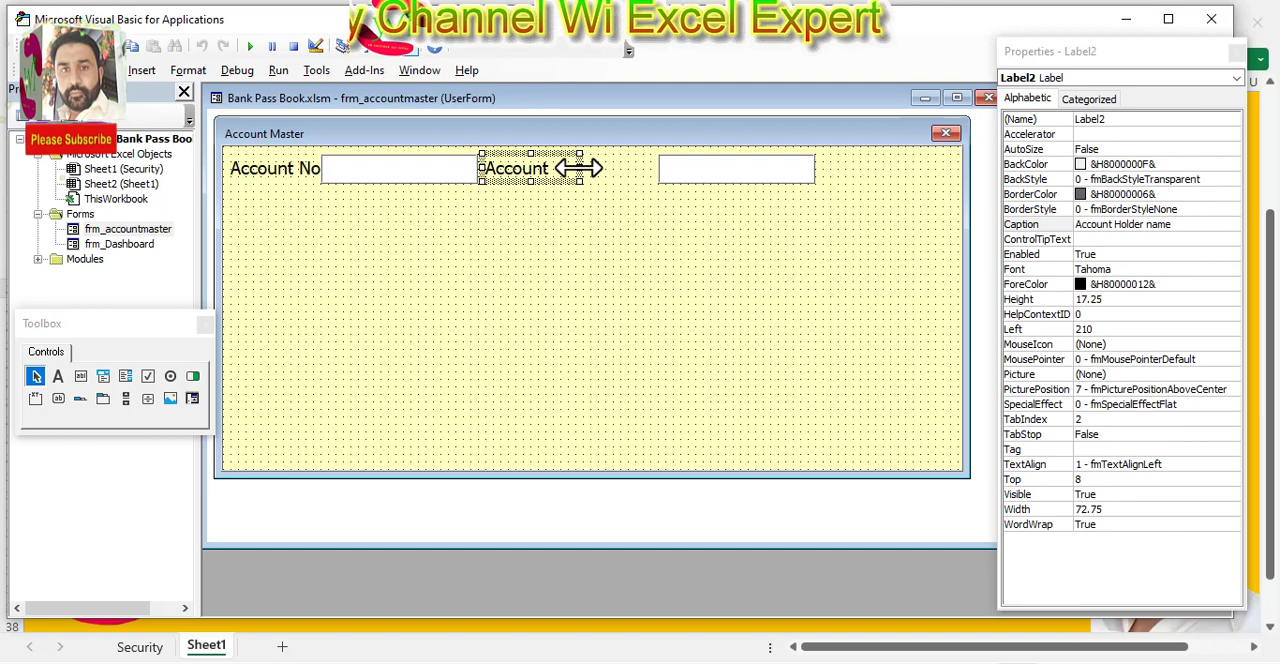 Microsoft Visual Basic for Applications
y Channel Wi Excel Expert
Insert Format Debug Run Tools Add-Ins Window Help
Please Subscribe
Bank Pass Boo
Microsoft Excel Objects
Sheet1 (Security)
Sheet2 (Sheet1)
ThisWorkbook
Forms
frm_accountmaster
frm_Dashboard
Modules
Toolbox
Controls
Bank Pass Book.xlsm - frm_accountmaster (UserForm)
Account Master
Account No
Account
Properties - Label2
Label2 Label
Alphabetic Categorized
(Name) Label2
Accelerator
AutoSize False
BackColor &H8000000F&
BackStyle 0 - fmBackStyleTransparent
BorderColor &H80000006&
BorderStyle 0 - fmBorderStyleNone
Caption Account Holder name
ControlTipText
Enabled True
Font Tahoma
ForeColor &H80000012&
Height 17.25
HelpContextID 0
Left 210
MouseIcon (None)
MousePointer 0 - fmMousePointerDefault
Picture (None)
PicturePosition 7 - fmPicturePositionAboveCenter
SpecialEffect 0 - fmSpecialEffectFlat
TabIndex 2
TabStop False
Tag
TextAlign 1 - fmTextAlignLeft
Top 8
Visible True
Width 72.75
WordWrap True
U
38
Security Sheet1